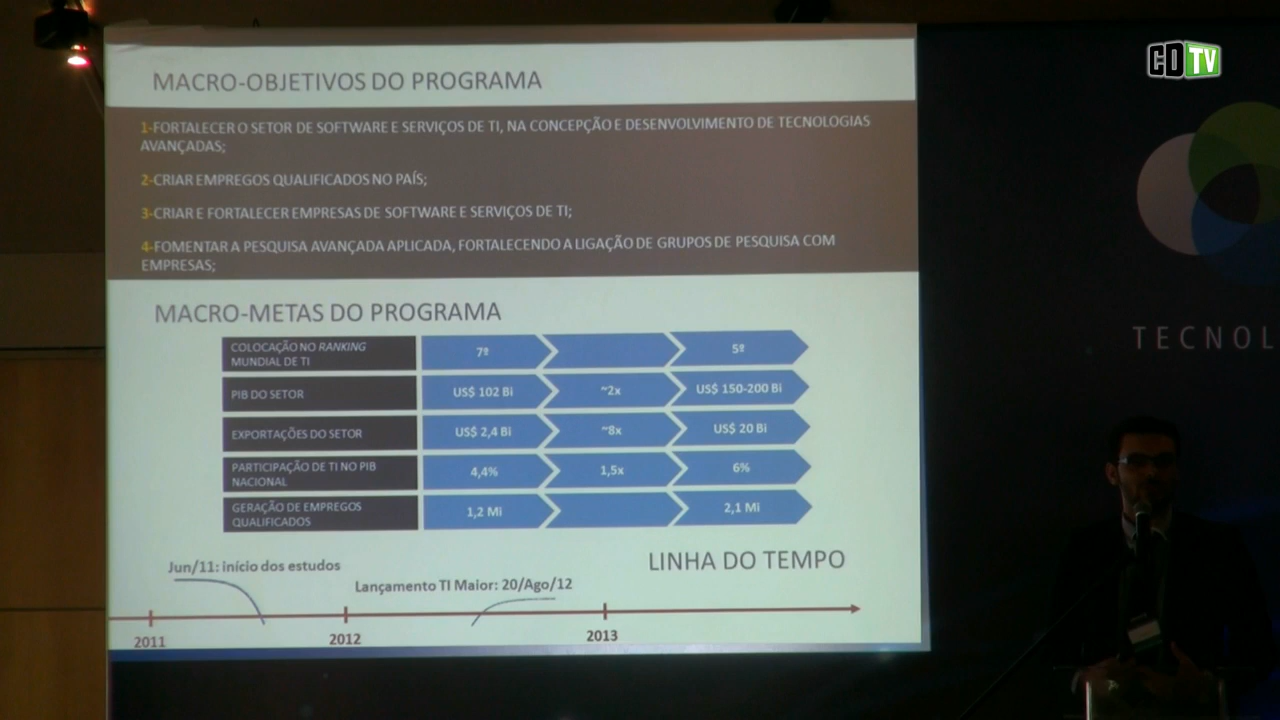 CDTV
MACRO-OBJETIVOS DO PROGRAMA
1-FORTALECER O SETOR DE SOFTWARE E SERVIÇOS DE TI, NA CONCEPÇÃO E DESENVOLVIMENTO DE TECNOLOGIAS
AVANÇADAS;
2-CRIAR EMPREGOS QUALIFICADOS NO PAÍS;
3-CRIAR E FORTALECER EMPRESAS DE SOFTWARE E SERVIÇOS DE TI;
4-FOMENTAR A PESQUISA AVANÇADA APLICADA, FORTALECENDO A LIGAÇÃO DE GRUPOS DE PESQUISA COM
EMPRESAS;
MACRO-METAS DO PROGRAMA
COLOCAÇÃO NO RANKING
MUNDIAL DE TI
7º
5º
PIB DO SETOR
US$ 102 Bi
~2x
US$ 150-200 Bi
EXPORTAÇÕES DO SETOR
US$ 2,4 Bi
~8x
US$ 20 Bi
PARTICIPAÇÃO DE TI NO PIB
NACIONAL
4,4%
1,5x
6%
GERAÇÃO DE EMPREGOS
QUALIFICADOS
1,2 Mi
2,1 Mi
LINHA DO TEMPO
Jun/11: início dos estudos
Lançamento TI Maior: 20/Ago/12
2011
2012
2013
TECNOL